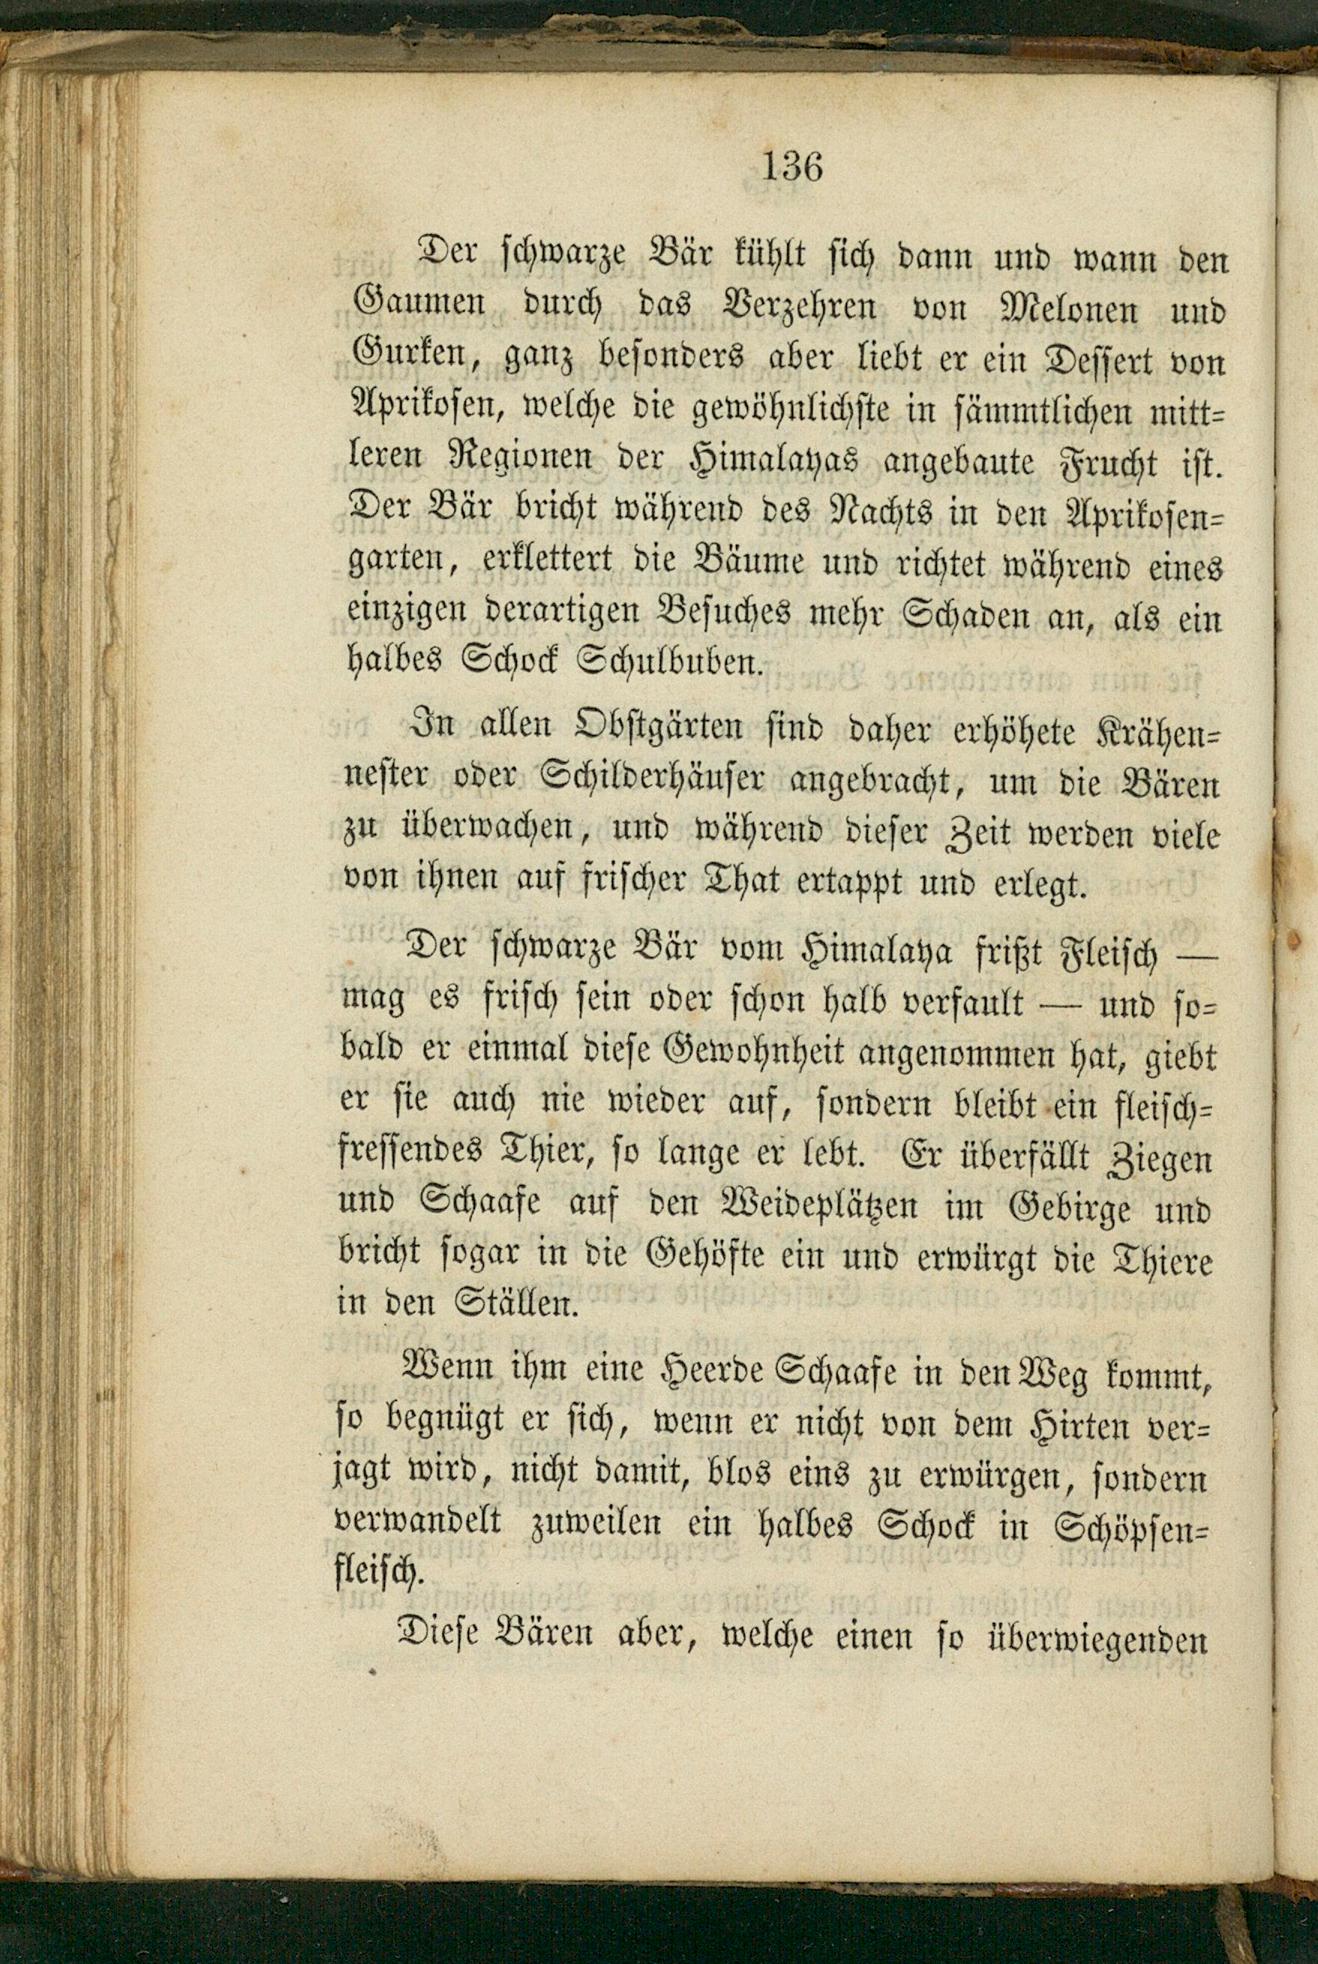 136
Der schwarze Bär kühlt sich dann und wann den
Gaumen durch das Verzehren von Melonen und
Gurken, ganz besonders aber liebt er ein Dessert von
Aprikosen, welche die gewöhnlichste in sämmtlichen mitt-
leren Regionen der Himalayas angebaute Frucht ist.
Der Bär bricht während des Nachts in den Aprikosen-
garten, erklettert die Bäume und richtet während eines
einzigen derartigen Besuches mehr Schaden an, als ein
halbes Schock Schulbuben.
In allen Obstgärten sind daher erhöhete Krähen-
nester oder Schilderhäuser angebracht, um die Bären
zu überwachen, und während dieser Zeit werden viele
von ihnen auf frischer That ertappt und erlegt.
Der schwarze Bär vom Himalaya frißt Fleisch —
mag es frisch sein oder schon halb verfault — und so-
bald er einmal diese Gewohnheit angenommen hat, giebt
er sie auch nie wieder auf, sondern bleibt ein fleisch-
fressendes Thier, so lange er lebt. Er überfällt Ziegen
und Schaafe auf den Weideplätzen im Gebirge und
bricht sogar in die Gehöfte ein und erwürgt die Thiere
in den Ställen.
Wenn ihm eine Heerde Schaafe in den Weg kommt,
so begnügt er sich, wenn er nicht von dem Hirten ver-
jagt wird, nicht damit, blos eins zu erwürgen, sondern
verwandelt zuweilen ein halbes Schock in Schöpsen-
fleisch.
Diese Bären aber, welche einen so überwiegenden